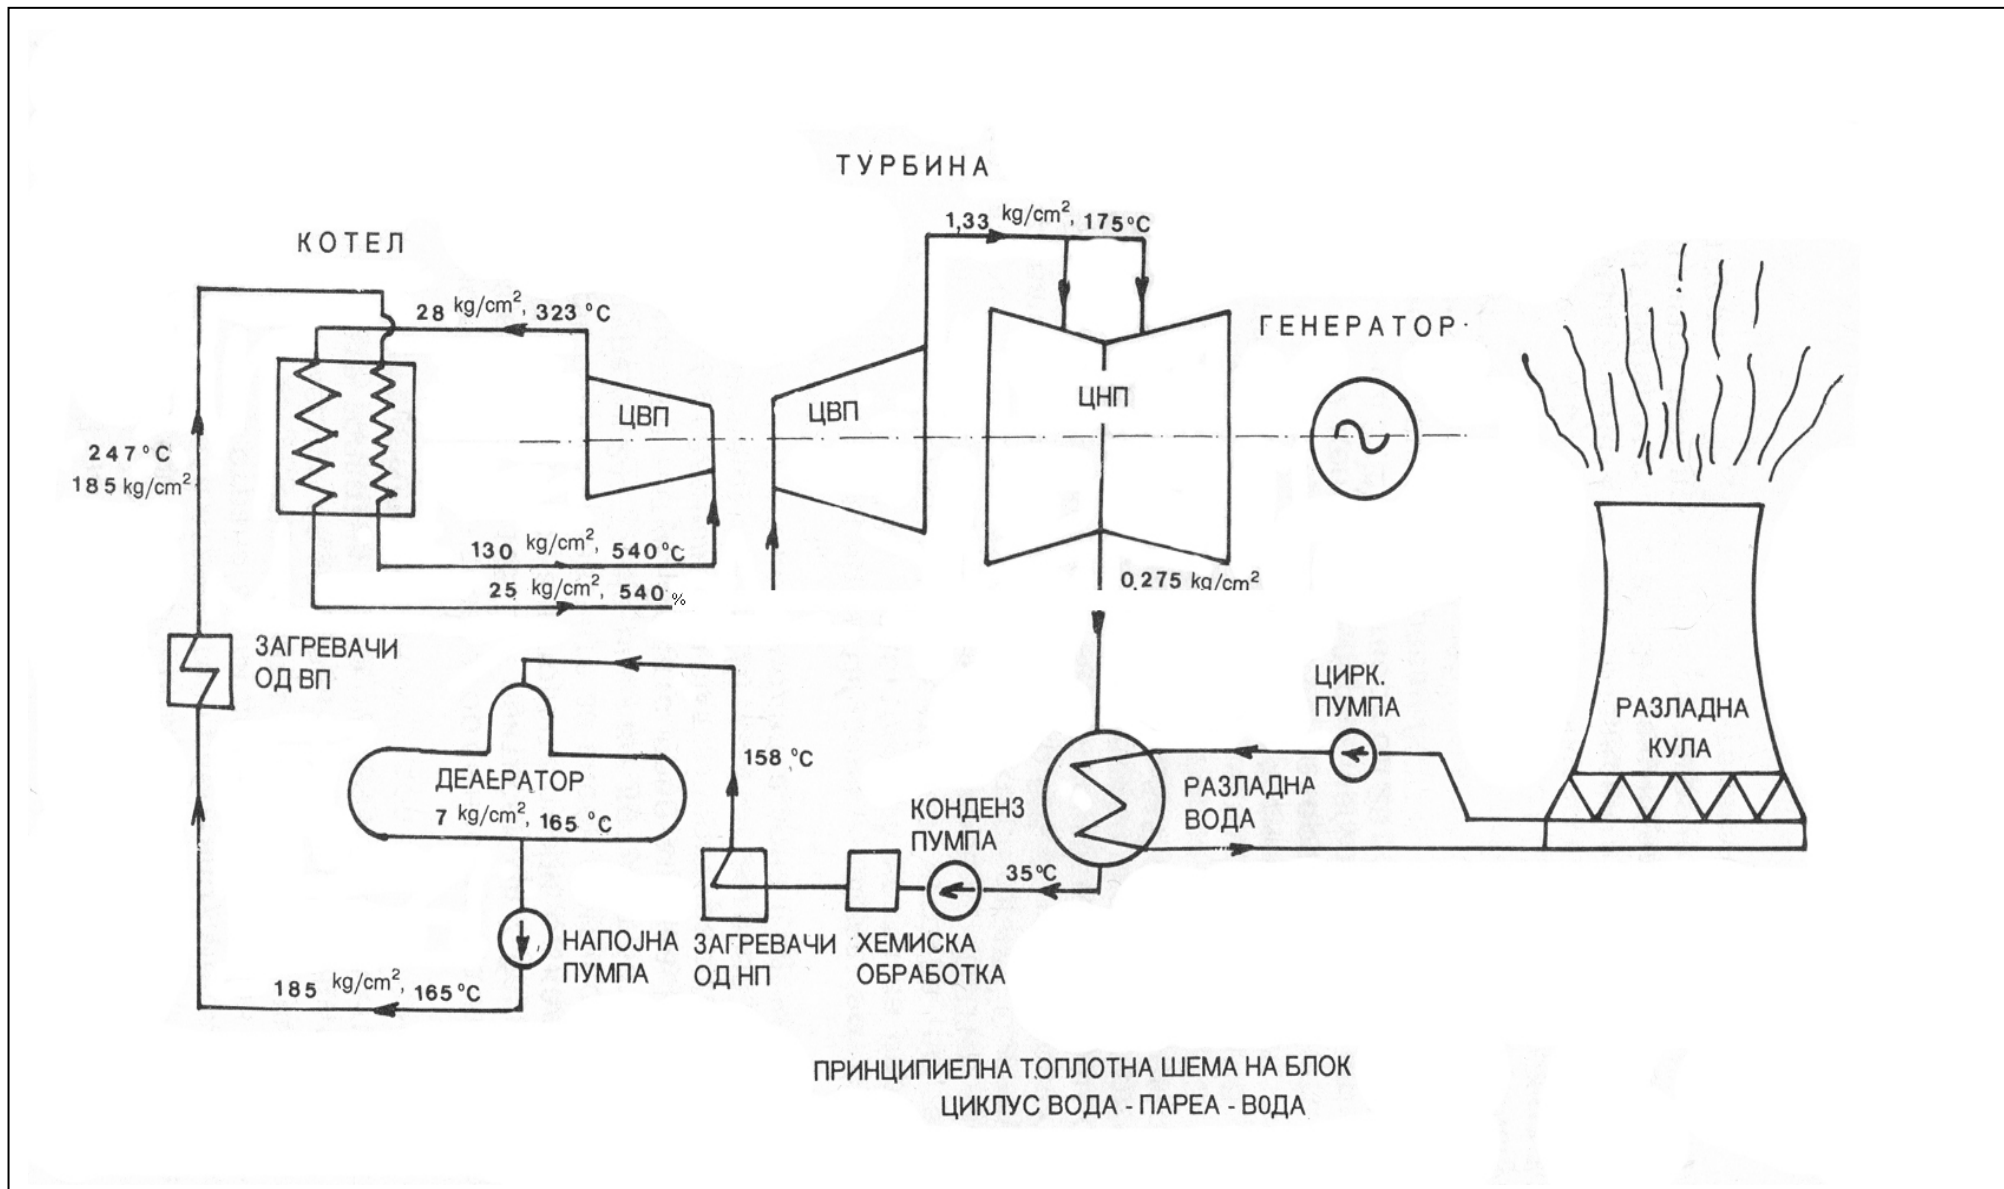 ТУРБИНА
1,33 kg/cm², 175°C
КОТЕЛ
28 kg/cm², 323 °C
ГЕНЕРАТОР
ЦВП
ЦВП
ЦНП
247°C
185 kg/cm²
130 kg/cm², 540°C
25 kg/cm², 540 %
0,275 kg/cm²
ЗАГРЕВАЧИ
ОД ВП
ЦИРК.
ПУМПА
РАЗЛАДНА
КУЛА
158 °C
ДЕАЕРАТОР
7 kg/cm², 165 °C
РАЗЛАДНА
ВОДА
КОНДЕНЗ
ПУМПА
35°C
НАПОЈНА
ПУМПА
ЗАГРЕВАЧИ
ОД НП
ХЕМИСКА
ОБРАБОТКА
185 kg/cm², 165°C
ПРИНЦИПИЕЛНА ТОПЛОТНА ШЕМА НА БЛОК
ЦИКЛУС ВОДА - ПАРЕА - ВОДА